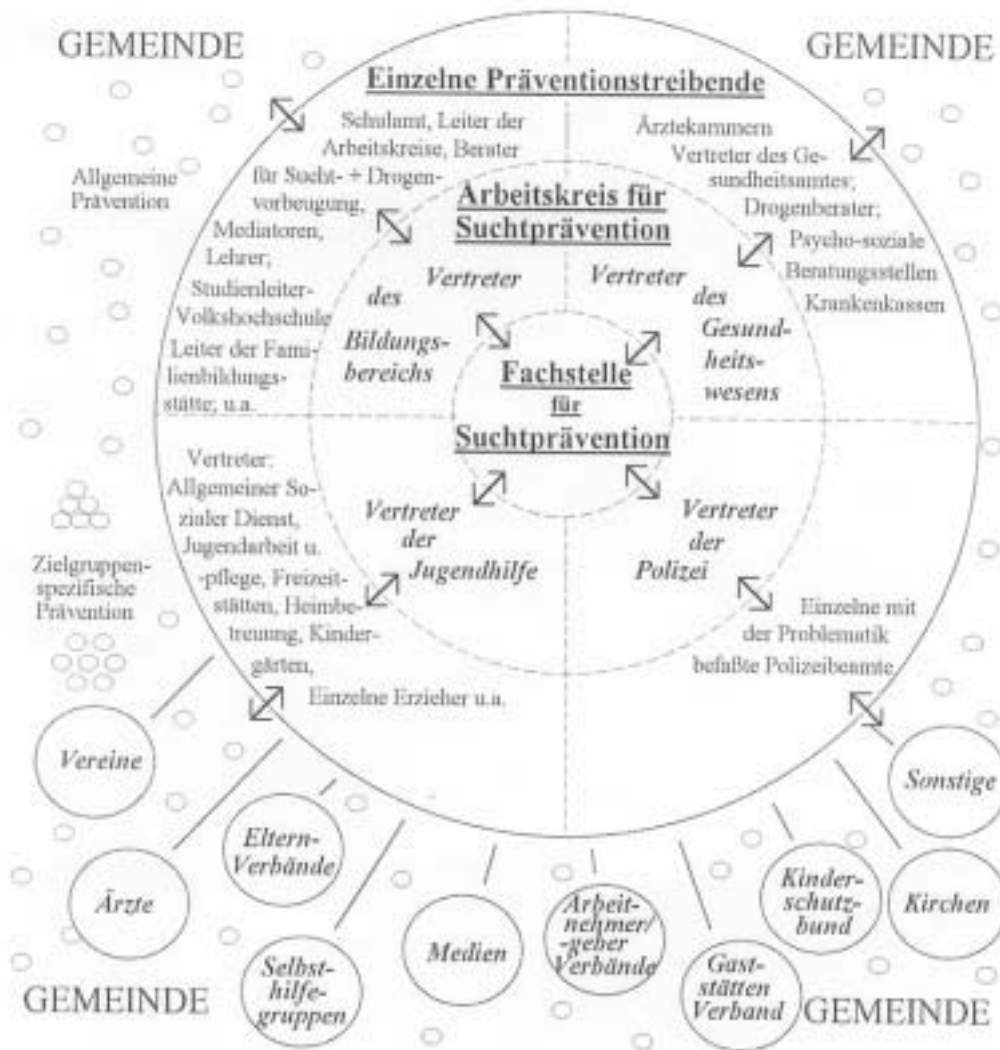 GEMEINDE
GEMEINDE
Einzelne Präventionstreibende
Schulamt, Leiter der
Arbeitskreise, Berater
für Sucht- + Drogen-
vorbeugung,
Mediatoren,
Lehrer;
Studienleiter-
Volkshochschule
Leiter der Fami-
lienbildungs-
stätte; u.a.
Ärztekammern
Vertreter des Ge-
sundheitsamtes;
Drogenberater;
Psycho-soziale
Beratungsstellen
Krankenkassen
Allgemeine
Prävention
Arbeitskreis für
Suchtprävention
Vertreter
des
Bildungs-
bereichs
Vertreter
des
Gesund-
heits-
wesens
Fachstelle
für
Suchtprävention
Vertreter:
Allgemeiner So-
zialer Dienst,
Jugendarbeit u.
-pflege, Freizeit-
stätten, Heimbe-
treuung, Kinder-
gärten,
Einzelne Erzieher u.a.
Vertreter
der
Jugendhilfe
Vertreter
der
Polizei
Einzelne mit
der Problematik
befaßte Polizeibeamte
Zielgruppen-
spezifische
Prävention
Vereine
Ärzte
Eltern-
Verbände
Selbst-
hilfe-
gruppen
Medien
Arbeit-
nehmer/
-geber
Verbände
Gast-
stätten
Verband
Kinder-
schutz-
bund
Kirchen
Sonstige
GEMEINDE
GEMEINDE